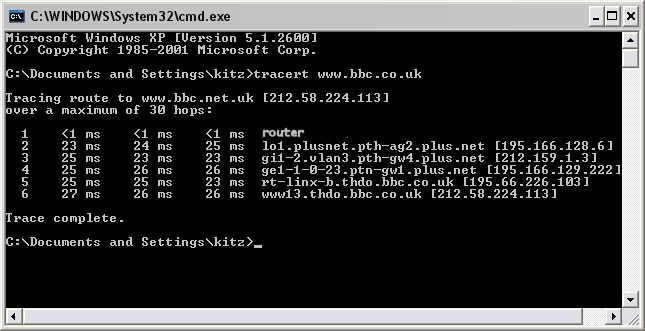 C:\WINDOWS\System32\cmd.exe
Microsoft Windows XP [Version 5.1.2600]
(C) Copyright 1985-2001 Microsoft Corp.
C:\Documents and Settings\kitz>tracert www.bbc.co.uk
Tracing route to www.bbc.net.uk [212.58.224.113]
over a maximum of 30 hops:
1 <1 ms <1 ms <1 ms router
2 23 ms 24 ms 25 ms lo1.plusnet.pth-ag2.plus.net [195.166.128.6]
3 25 ms 23 ms 23 ms gi1-2.vlan3.pth-gw4.plus.net [212.159.1.3]
4 25 ms 26 ms 26 ms ge1-1-0-23.ptn-gw1.plus.net [195.166.129.222]
5 25 ms 25 ms 23 ms rt-linx-b.thdo.bbc.co.uk [195.66.226.103]
6 27 ms 26 ms 26 ms www13.thdo.bbc.co.uk [212.58.224.113]
Trace complete.
C:\Documents and Settings\kitz>_